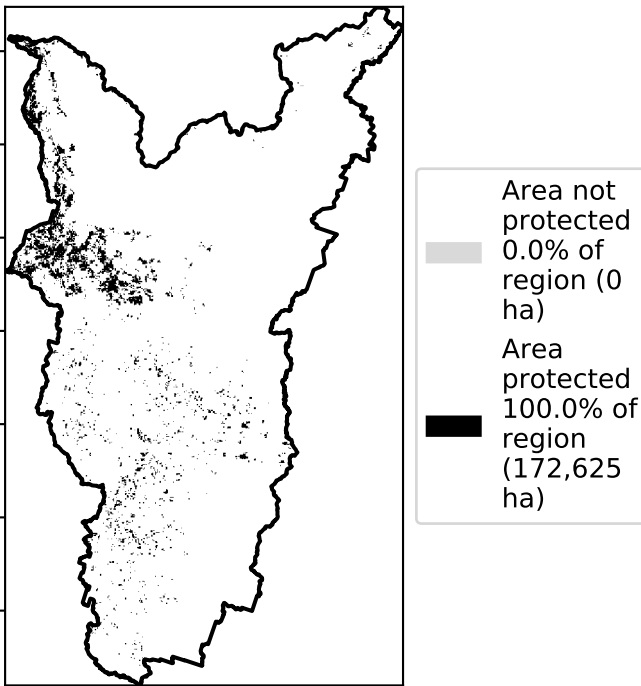 Area not
protected
0.0% of
region (0
ha)
Area
protected
100.0% of
region
(172,625
ha)